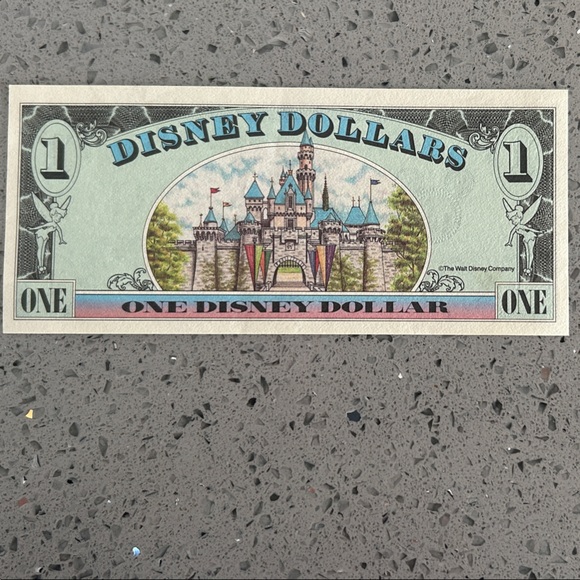 DISNEY DOLLARS
1
1
©The Walt Disney Company
ONE
ONE DISNEY DOLLAR
ONE